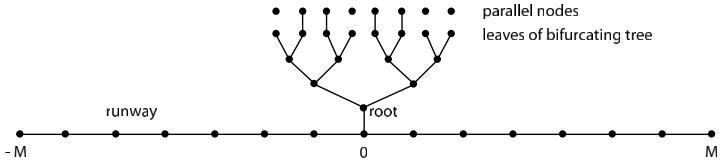 parallel nodes
leaves of bifurcating tree
runway
root
- M
0
M